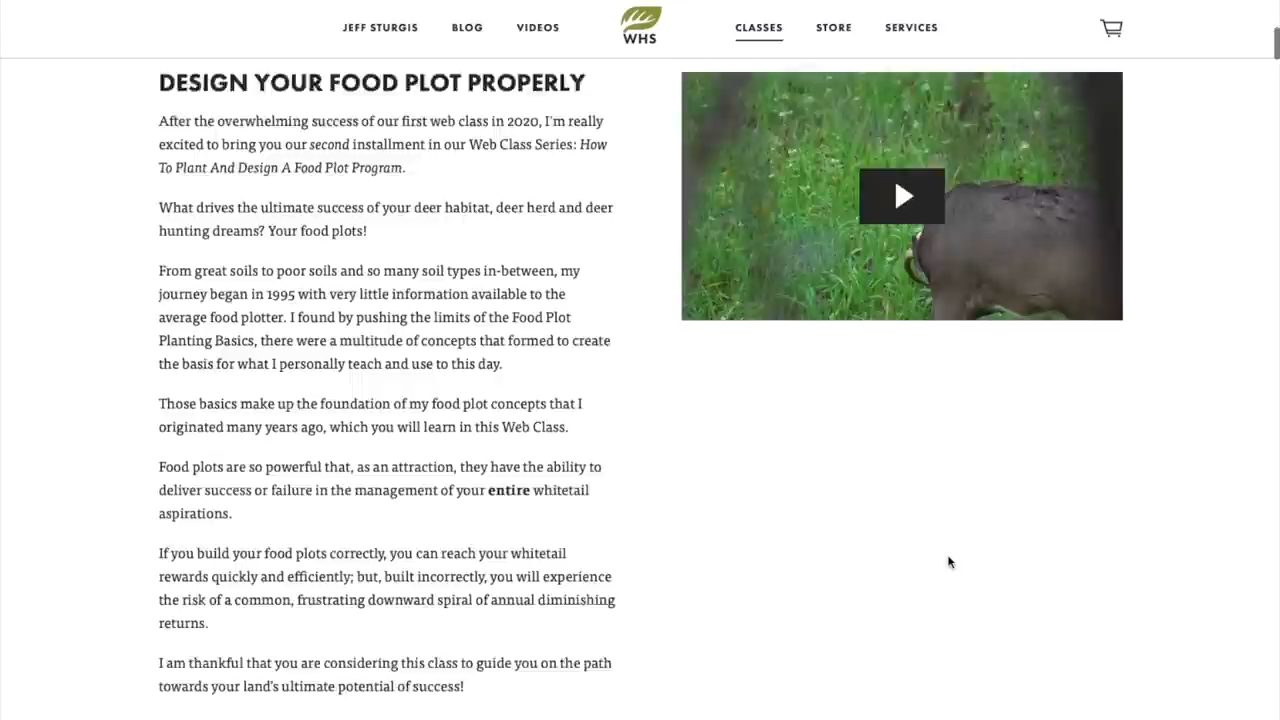 JEFF STURGIS BLOG VIDEOS WHS CLASSES STORE SERVICES
DESIGN YOUR FOOD PLOT PROPERLY
After the overwhelming success of our first web class in 2020, I'm really
excited to bring you our second installment in our Web Class Series: How
To Plant And Design A Food Plot Program.
What drives the ultimate success of your deer habitat, deer herd and deer
hunting dreams? Your food plots!
From great soils to poor soils and so many soil types in-between, my
journey began in 1995 with very little information available to the
average food plotter. I found by pushing the limits of the Food Plot
Planting Basics, there were a multitude of concepts that formed to create
the basis for what I personally teach and use to this day.
Those basics make up the foundation of my food plot concepts that I
originated many years ago, which you will learn in this Web Class.
Food plots are so powerful that, as an attraction, they have the ability to
deliver success or failure in the management of your entire whitetail
aspirations.
If you build your food plots correctly, you can reach your whitetail
rewards quickly and efficiently; but, built incorrectly, you will experience
the risk of a common, frustrating downward spiral of annual diminishing
returns.
I am thankful that you are considering this class to guide you on the path
towards your land's ultimate potential of success!